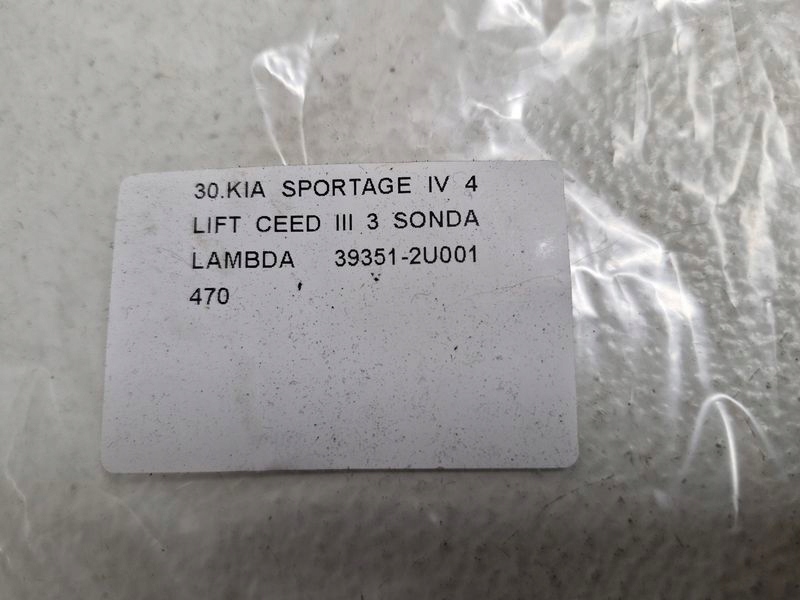 30.KIA SPORTAGE IV 4
LIFT CEED III 3 SONDA
LAMBDA 39351-2U001
470